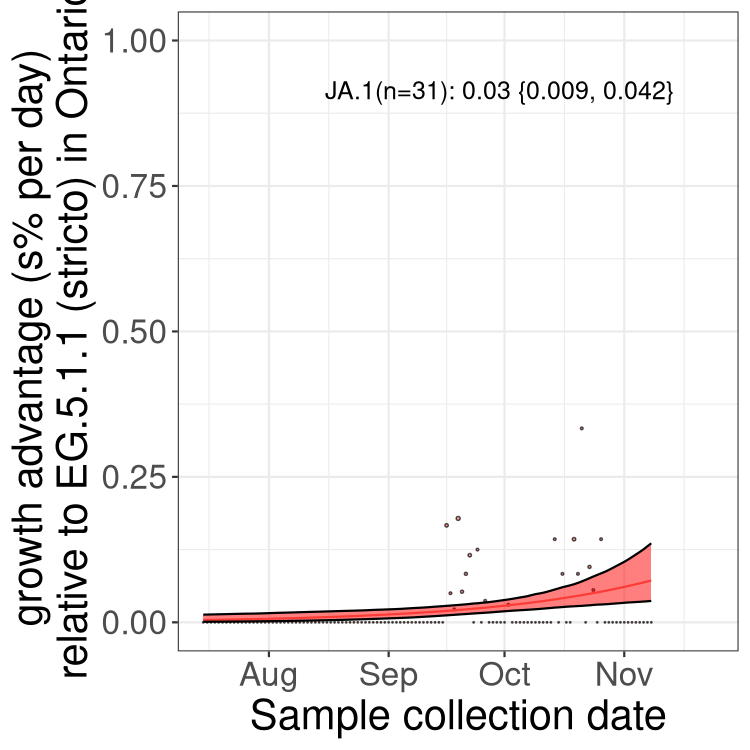 growth advantage (s% per day)
relative to EG.5.1.1 (stricto) in Ontario
1.00
0.75
0.50
0.25
0.00
JA.1(n=31): 0.03 {0.009, 0.042}
Aug Sep Oct Nov
Sample collection date